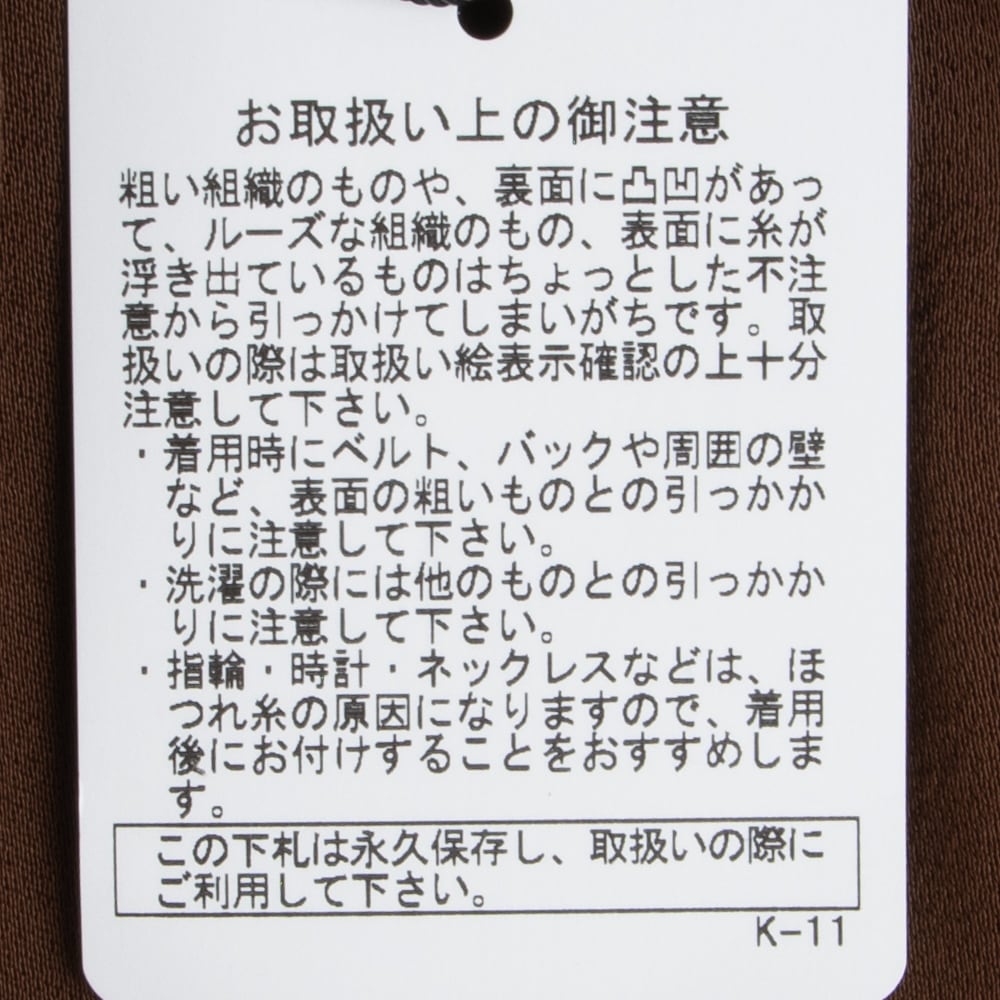 お取扱い上の御注意
粗い組織のものや、裏面に凸凹があっ
て、ルーズな組織のもの、表面に糸が
浮き出ているものはちょっとした不注
意から引っかけてしまいがちです。取
扱いの際は取扱い絵表示確認の上十分
注意して下さい。
・着用時にベルト、バックや周囲の壁
など、表面の粗いものとの引っかか
りに注意して下さい。
・洗濯の際には他のものとの引っかか
りに注意して下さい。
・指輪・時計・ネックレスなどは、ほ
つれ糸の原因になりますので、着用
後にお付けすることをおすすめしま
す。
この下札は永久保存し、取扱いの際に
ご利用して下さい。
K-11